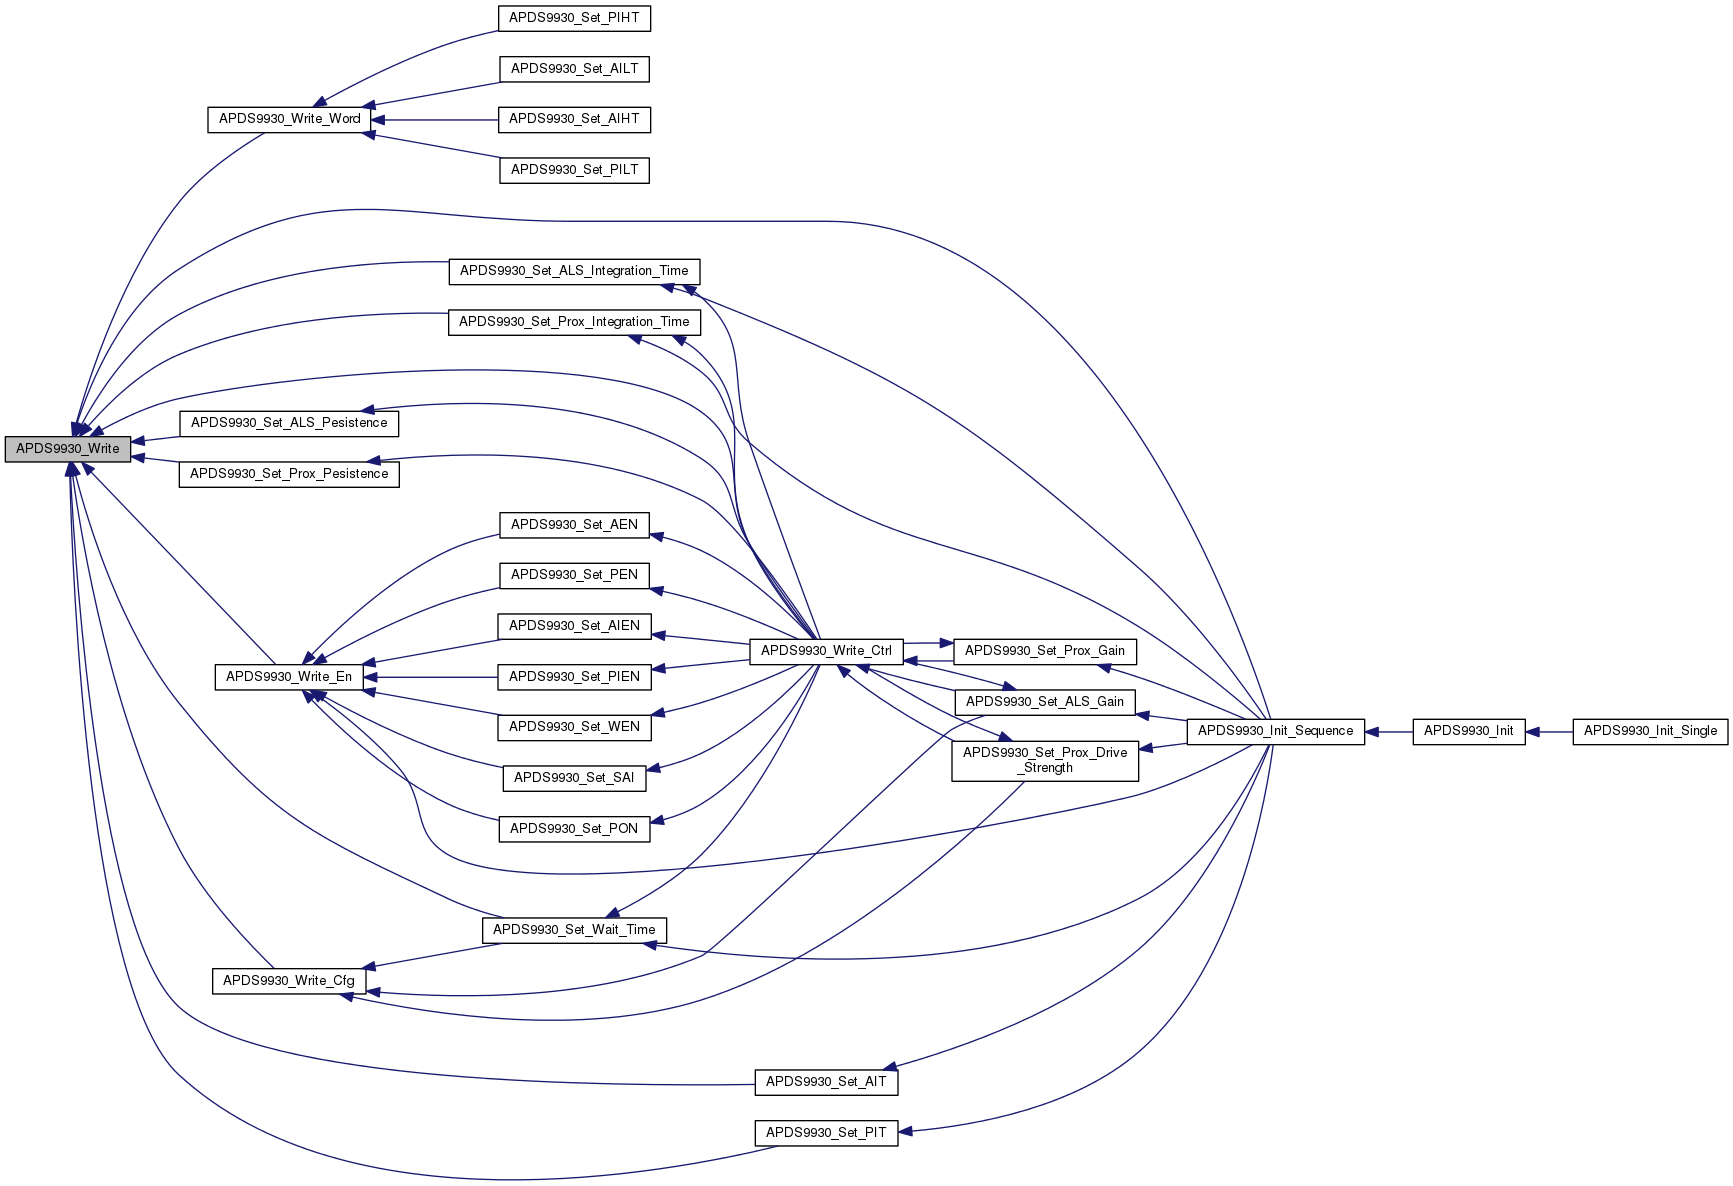 APDS9930_Set_PIHT
APDS9930_Set_AILT
APDS9930_Write_Word
APDS9930_Set_AIHT
APDS9930_Set_PILT
APDS9930_Set_ALS_Integration_Time
APDS9930_Set_Prox_Integration_Time
APDS9930_Set_ALS_Pesistence
APDS9930_Write
APDS9930_Set_Prox_Pesistence
APDS9930_Set_AEN
APDS9930_Set_PEN
APDS9930_Set_AIEN
APDS9930_Write_Ctrl
APDS9930_Set_Prox_Gain
APDS9930_Write_En
APDS9930_Set_PIEN
APDS9930_Set_ALS_Gain
APDS9930_Set_WEN
APDS9930_Init_Sequence
APDS9930_Init
APDS9930_Init_Single
APDS9930_Set_Prox_Drive
_Strength
APDS9930_Set_SAI
APDS9930_Set_PON
APDS9930_Set_Wait_Time
APDS9930_Write_Cfg
APDS9930_Set_AIT
APDS9930_Set_PIT